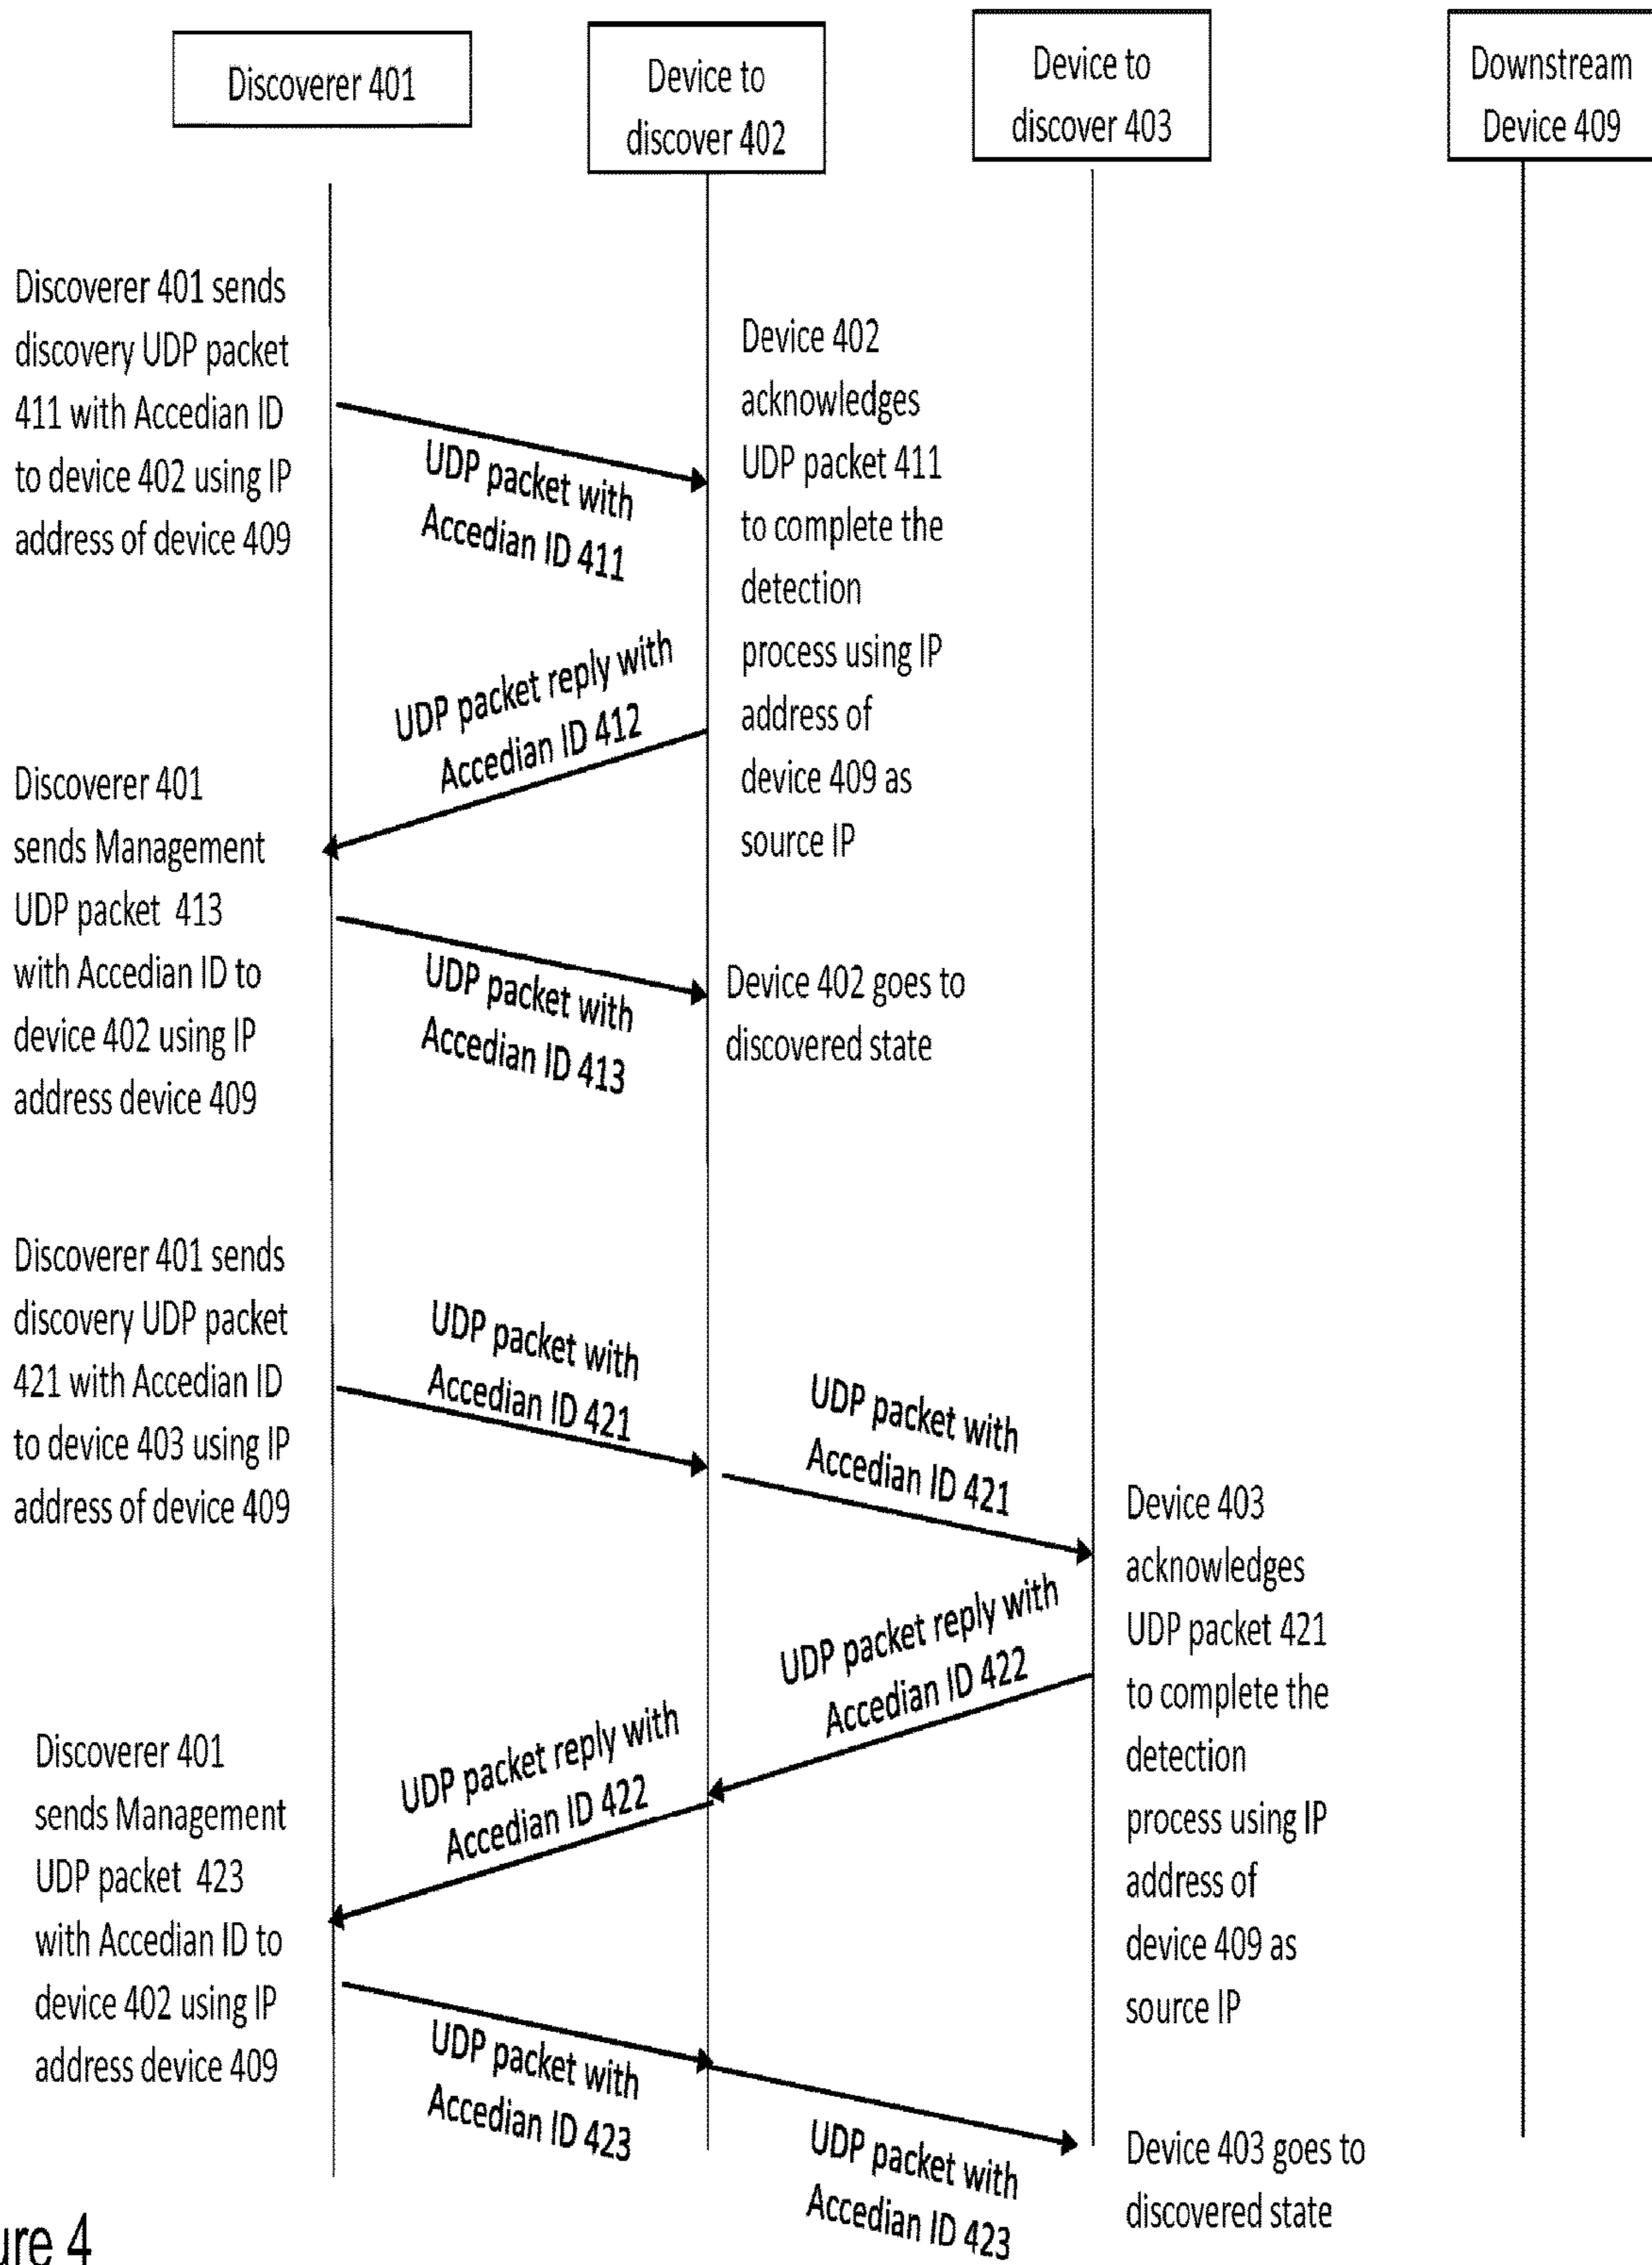 Discoverer 401
Device to
discover 402
Device to
discover 403
Downstream
Device 409
Discoverer 401 sends
discovery UDP packet
411 with Accedian ID
to device 402 using IP
address of device 409
UDP packet with
Accedian ID 411
Device 402
acknowledges
UDP packet 411
to complete the
detection
process using IP
address of
device 409 as
source IP
UDP packet reply with
Accedian ID 412
Discoverer 401
sends Management
UDP packet 413
with Accedian ID to
device 402 using IP
address device 409
UDP packet with
Accedian ID 413
Device 402 goes to
discovered state
Discoverer 401 sends
discovery UDP packet
421 with Accedian ID
to device 403 using IP
address of device 409
UDP packet with
Accedian ID 421
UDP packet with
Accedian ID 421
Device 403
acknowledges
UDP packet 421
to complete the
detection
process using IP
address of
device 409 as
source IP
UDP packet reply with
Accedian ID 422
UDP packet reply with
Accedian ID 422
Discoverer 401
sends Management
UDP packet 423
with Accedian ID to
device 402 using IP
address device 409
UDP packet with
Accedian ID 423
UDP packet with
Accedian ID 423
Device 403 goes to
discovered state
ure 4